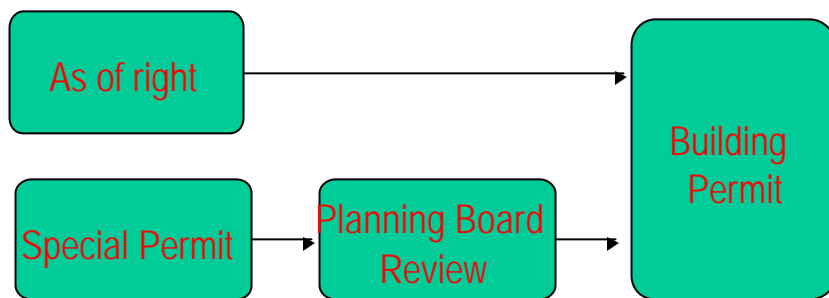 As of right
Building
Permit
Special Permit
Planning Board
Review